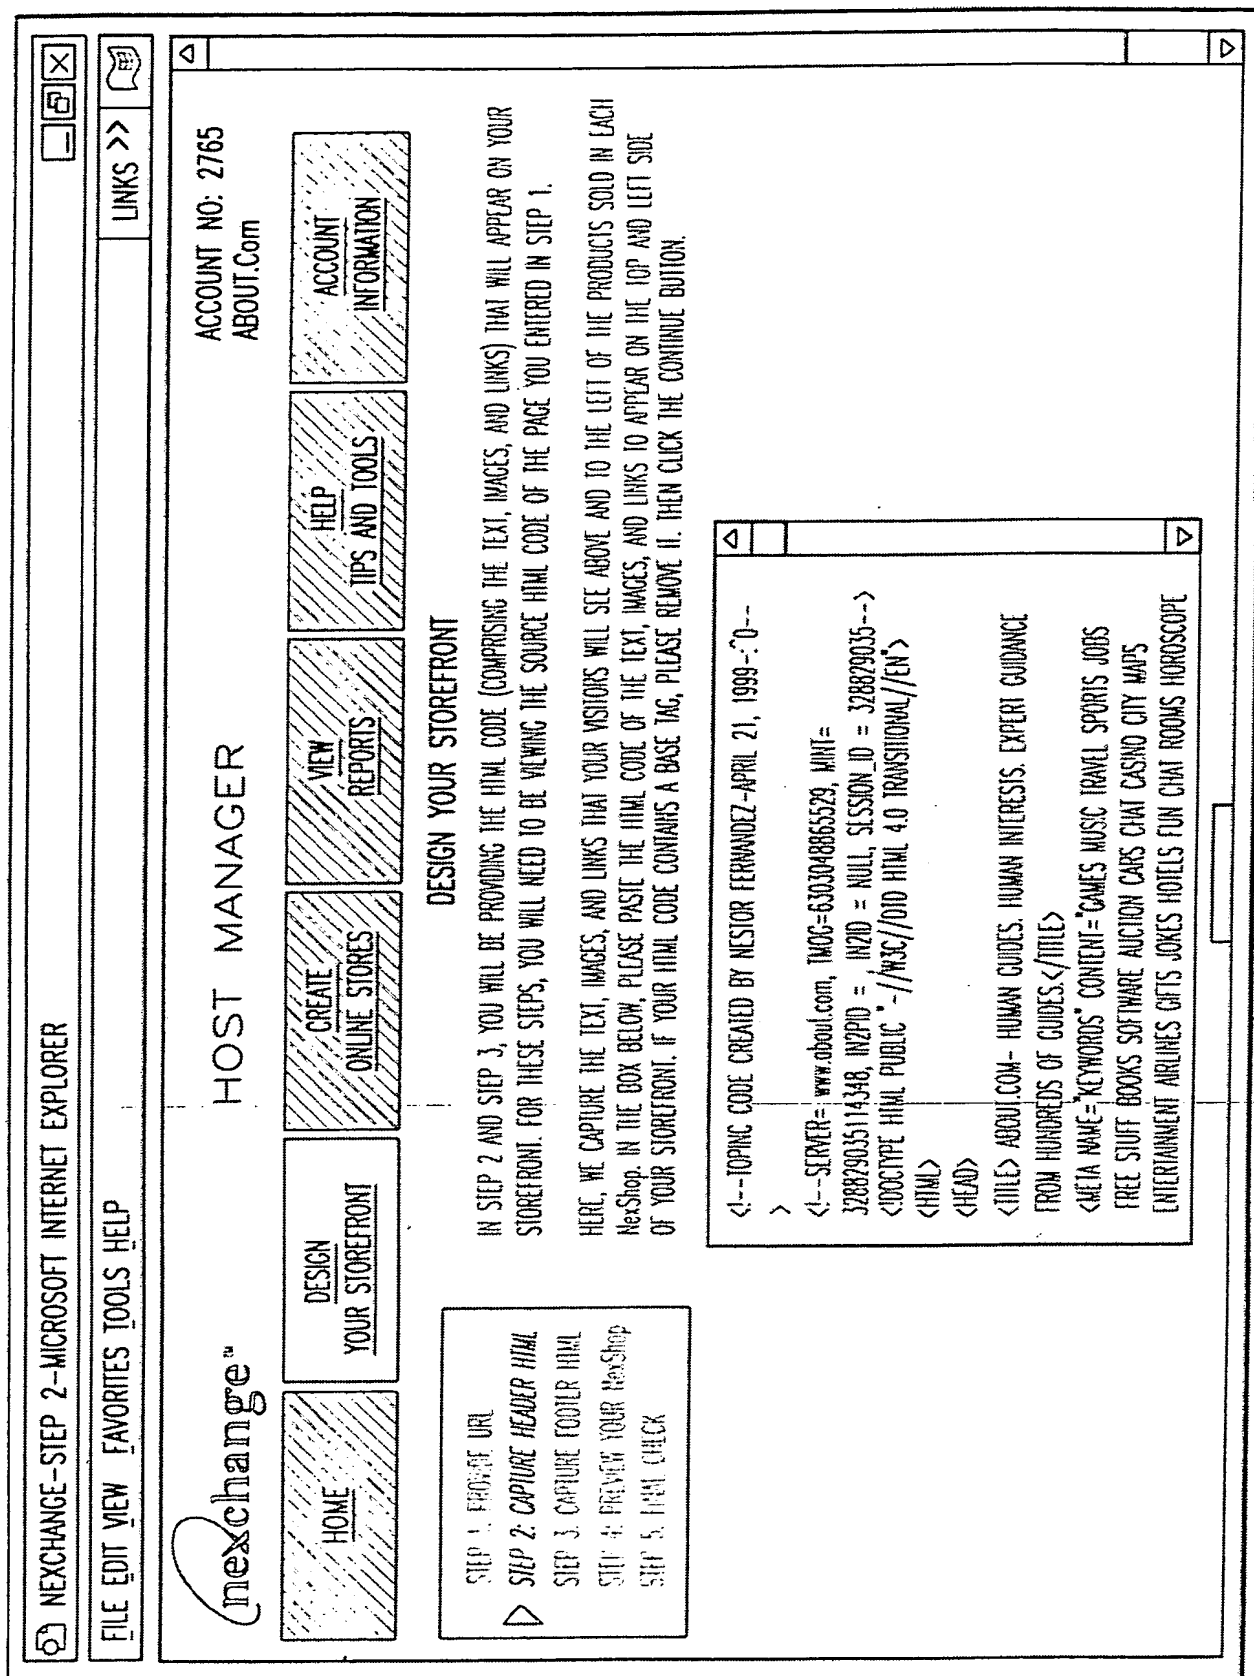 NEXCHANGE-STEP 2-MICROSOFT INTERNET EXPLORER
FILE EDIT VIEW FAVORITES TOOLS HELP
LINKS >>
nexchange™
HOST MANAGER
ACCOUNT NO: 2765
ABOUT.Com
HOME
DESIGN
YOUR STOREFRONT
CREATE
ONLINE STORES
VIEW
REPORTS
HELP
TIPS AND TOOLS
ACCOUNT
INFORMATION
DESIGN YOUR STOREFRONT
STEP 1. PROVIDE URL
STEP 2: CAPTURE HEADER HTML
STEP 3. CAPTURE FOOTER HTML
STEP 4: PREVIEW YOUR NexShop
STEP 5. FINAL CHECK
IN STEP 2 AND STEP 3, YOU WILL BE PROVIDING THE HTML CODE (COMPRISING THE TEXT, IMAGES, AND LINKS) THAT WILL APPEAR ON YOUR
STOREFRONT. FOR THESE STEPS, YOU WILL NEED TO BE VIEWING THE SOURCE HTML CODE OF THE PAGE YOU ENTERED IN STEP 1.
HERE, WE CAPTURE THE TEXT, IMAGES, AND LINKS THAT YOUR VISITORS WILL SEE ABOVE AND TO THE LEFT OF THE PRODUCTS SOLD IN EACH
NexShop. IN THE BOX BELOW, PLEASE PASTE THE HTML CODE OF THE TEXT, IMAGES, AND LINKS TO APPEAR ON THE TOP AND LEFT SIDE
OF YOUR STOREFRONT. IF YOUR HTML CODE CONTAINS A BASE TAG, PLEASE REMOVE IT. THEN CLICK THE CONTINUE BUTTON.
<!--TOPINC CODE CREATED BY NESTOR FERNANDEZ-APRIL 21, 1999-:^O--
>
<!--SERVER= www.about.com, TMOG=6303048865529, MINT=
328829035114348, IN2PID = , IN2ID = NULL, SESSION_ID = 328829035-->
<!DOCTYPE HTML PUBLIC "-//W3C//DTD HTML 4.0 TRANSITIONAL//EN">
<HTML>
<HEAD>
<TITLE> ABOUT.COM- HUMAN GUIDES. HUMAN INTERESTS. EXPERT GUIDANCE
FROM HUNDREDS OF GUIDES.</TITLE>
<META NAME="KEYWORDS" CONTENT="GAMES MUSIC TRAVEL SPORTS JOBS
FREE STUFF BOOKS SOFTWARE AUCTION CARS CHAT CASINO CITY MAPS
ENTERTAINMENT AIRLINES GIFTS JOKES HOTELS FUN CHAT ROOMS HOROSCOPE